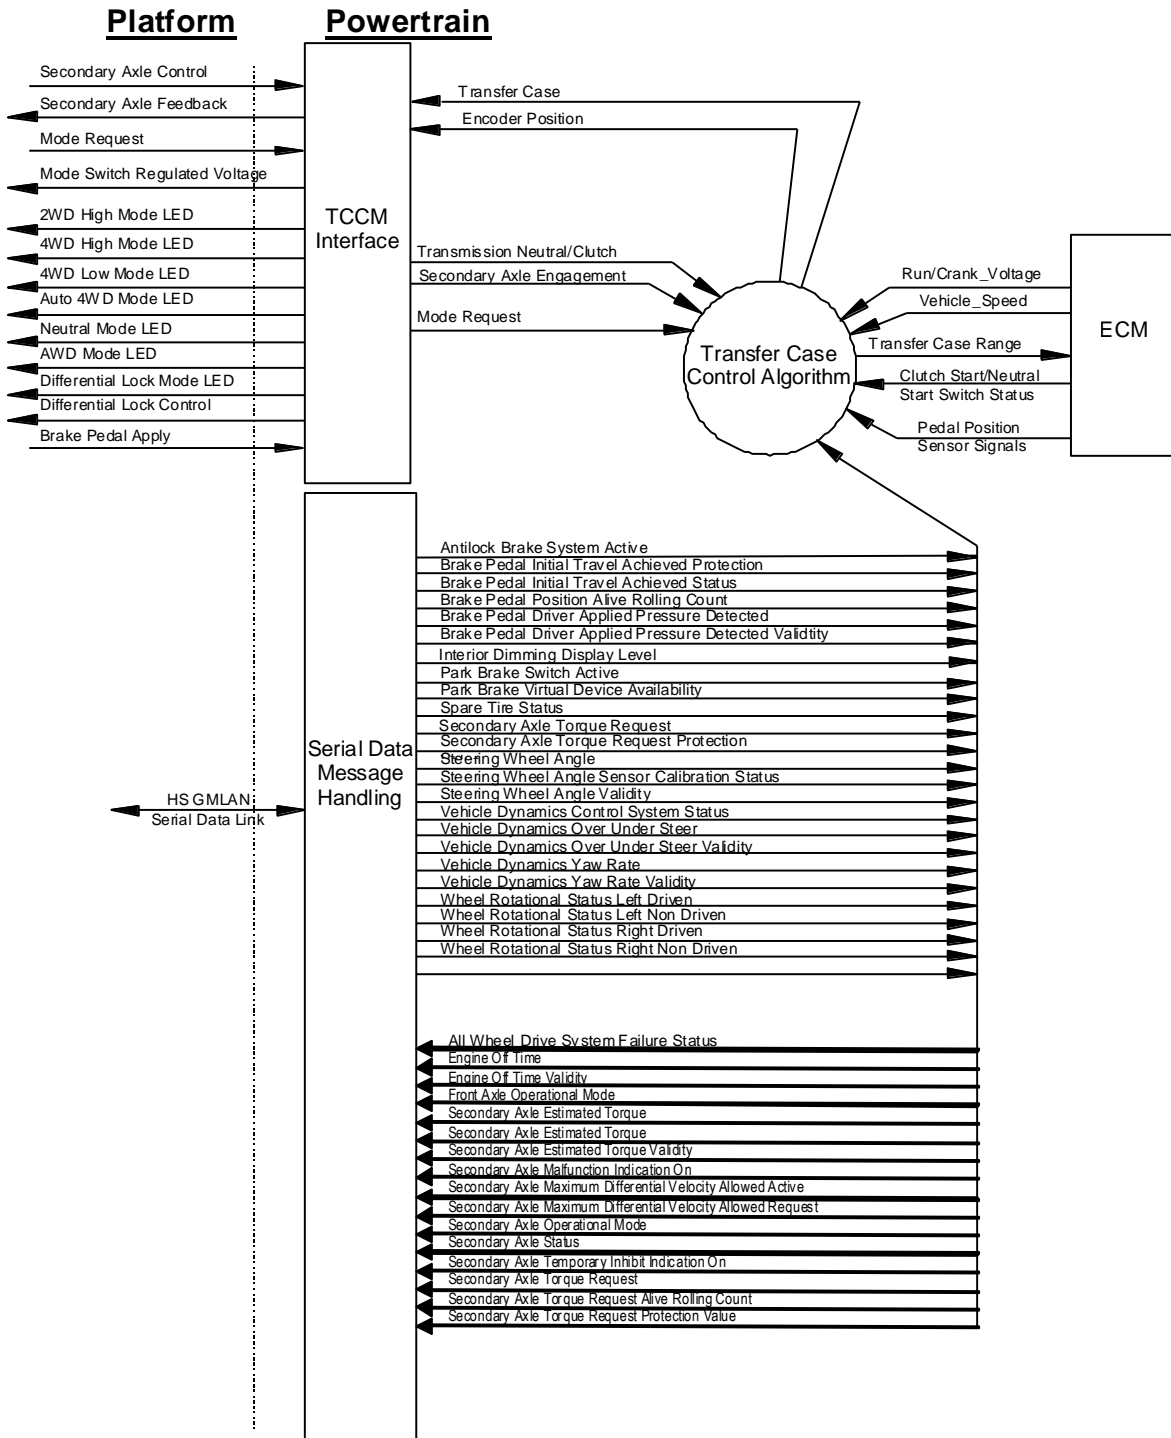 Platform
Powertrain
Secondary Axle Control
Secondary Axle Feedback
Mode Request
Mode Switch Regulated Voltage
2WD High Mode LED
4WD High Mode LED
4WD Low Mode LED
Auto 4WD Mode LED
Neutral Mode LED
AWD Mode LED
Differential Lock Mode LED
Differential Lock Control
Brake Pedal Apply
TCCM
Interface
Transfer Case
Encoder Position
Transmission Neutral/Clutch
Secondary Axle Engagement
Mode Request
Transfer Case
Control Algorithm
Run/Crank_Voltage
Vehicle_Speed
Transfer Case Range
Clutch Start/Neutral
Start Switch Status
Pedal Position
Sensor Signals
ECM
HS GMLAN
Serial Data Link
Serial Data
Message
Handling
Antilock Brake System Active
Brake Pedal Initial Travel Achieved Protection
Brake Pedal Initial Travel Achieved Status
Brake Pedal Position Alive Rolling Count
Brake Pedal Driver Applied Pressure Detected
Brake Pedal Driver Applied Pressure Detected Validtity
Interior Dimming Display Level
Park Brake Switch Active
Park Brake Virtual Device Availability
Spare Tire Status
Secondary Axle Torque Request
Secondary Axle Torque Request Protection
Steering Wheel Angle
Steering Wheel Angle Sensor Calibration Status
Steering Wheel Angle Validity
Vehicle Dynamics Control System Status
Vehicle Dynamics Over Under Steer
Vehicle Dynamics Over Under Steer Validity
Vehicle Dynamics Yaw Rate
Vehicle Dynamics Yaw Rate Validity
Wheel Rotational Status Left Driven
Wheel Rotational Status Left Non Driven
Wheel Rotational Status Right Driven
Wheel Rotational Status Right Non Driven
All Wheel Drive System Failure Status
Engine Off Time
Engine Off Time Validity
Front Axle Operational Mode
Secondary Axle Estimated Torque
Secondary Axle Estimated Torque
Secondary Axle Estimated Torque Validity
Secondary Axle Malfunction Indication On
Secondary Axle Maximum Differential Velocity Allowed Active
Secondary Axle Maximum Differential Velocity Allowed Request
Secondary Axle Operational Mode
Secondary Axle Status
Secondary Axle Temporary Inhibit Indication On
Secondary Axle Torque Request
Secondary Axle Torque Request Alive Rolling Count
Secondary Axle Torque Request Protection Value